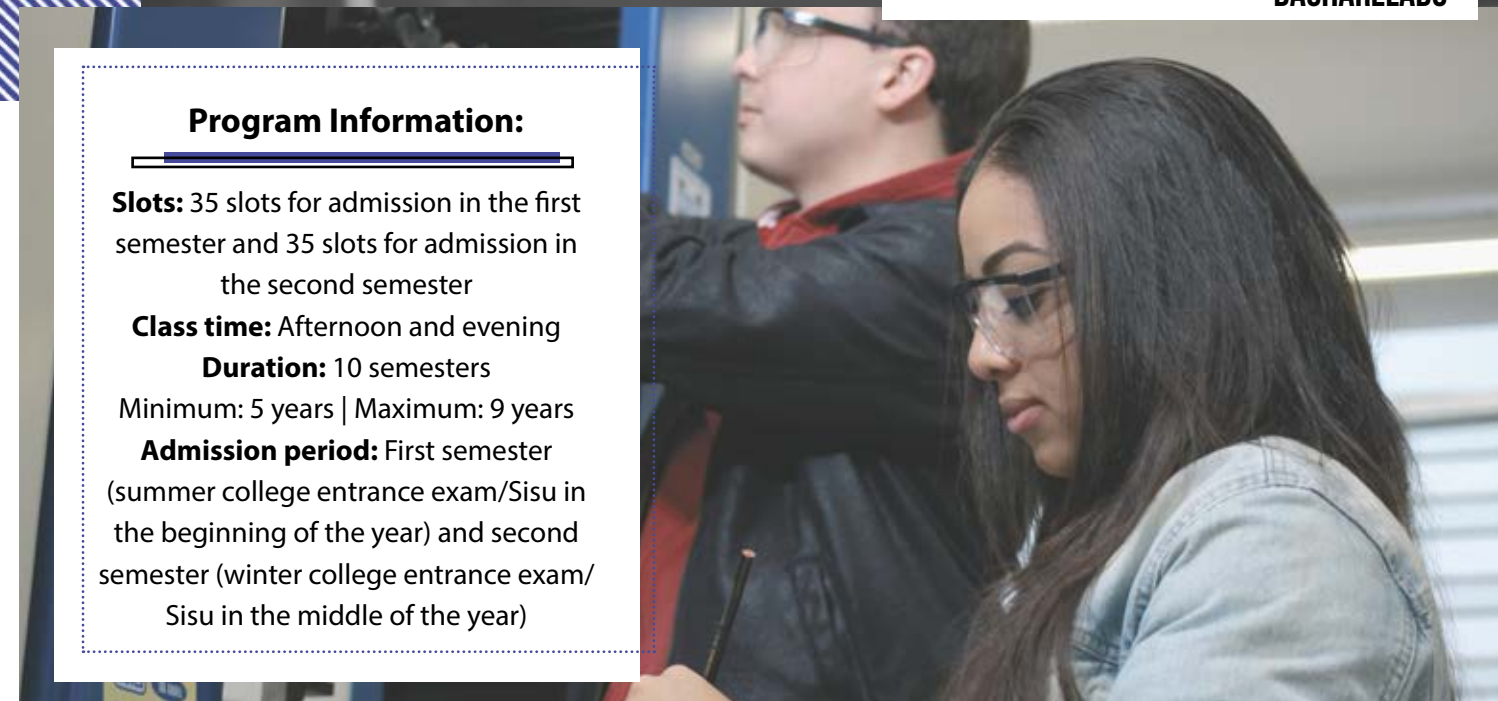 BACHARELADO
Program Information:
Slots: 35 slots for admission in the first
semester and 35 slots for admission in
the second semester
Class time: Afternoon and evening
Duration: 10 semesters
Minimum: 5 years | Maximum: 9 years
Admission period: First semester
(summer college entrance exam/Sisu in
the beginning of the year) and second
semester (winter college entrance exam/
Sisu in the middle of the year)